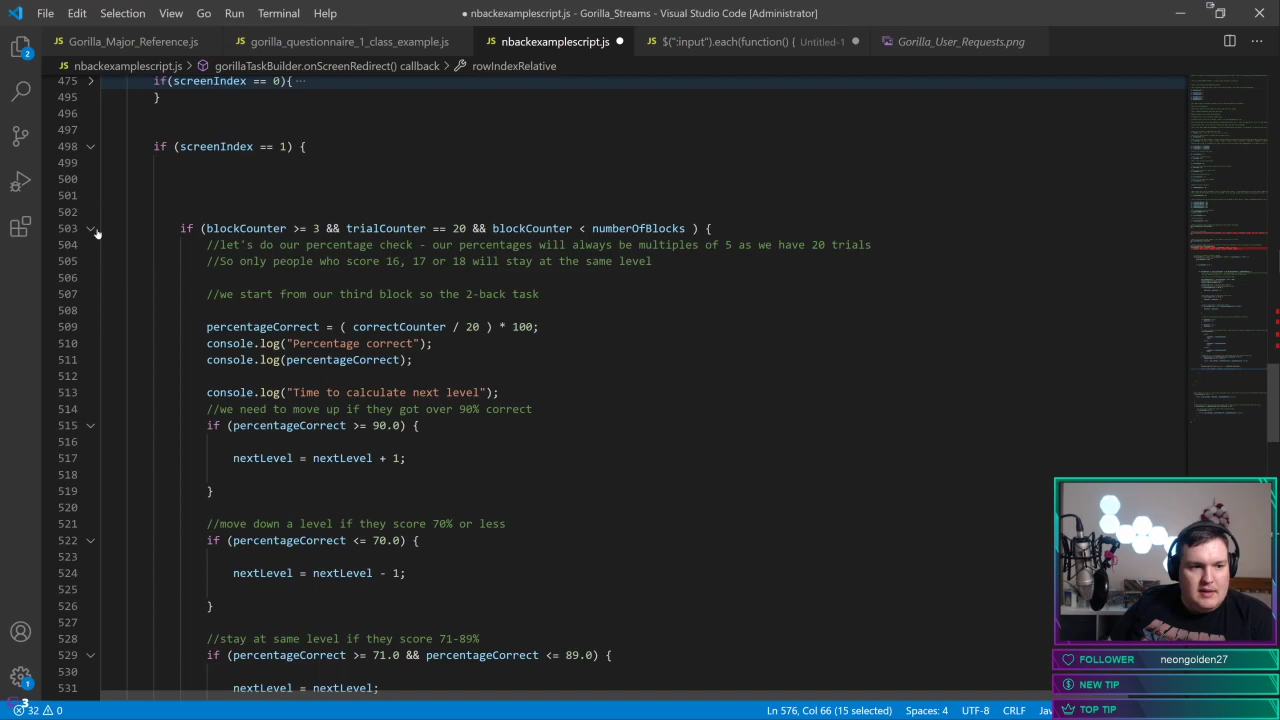 File Edit Selection View Go Run Terminal Help nbackexamplescript.js - Gorilla_Streams - Visual Studio Code [Administrator]
JS Gorilla_Major_Reference.js JS gorilla_questionnaire_1_class_example.js JS nbackexamplescript.js JS $(":input").each(function() { Untitled-1 Gorilla_User_Requests.png
JS nbackexamplescript.js > gorillaTaskBuilder.onScreenRedirect() callback > rowIndexRelative
475 if(screenIndex == 0){ ···
495 }
496
497
498 if (screenIndex == 1) {
499
500
501
502
503 if (blockCounter >= 3 && trialCounter == 20 && blockCounter < numberOfBlocks ) {
504 //let's do our percentage check - our percentages will always be multiples of 5 as we have 20 trials
505 //So only people who score 16, 17 or 18 will stay at the same level
506
507 //we start from our third block so the 2-back task
508
509 percentageCorrect = ( correctCounter / 20 ) * 100;
510 console.log("Percentage correct");
511 console.log(percentageCorrect);
512
513 console.log("Time to calculate next level");
514 //we need to move up if they got over 90% correct
515 if (percentageCorrect >= 90.0) {
516
517 nextLevel = nextLevel + 1;
518
519 }
520
521 //move down a level if they score 70% or less
522 if (percentageCorrect <= 70.0) {
523
524 nextLevel = nextLevel - 1;
525
526 }
527
528 //stay at same level if they score 71-89%
529 if (percentageCorrect >= 71.0 && percentageCorrect <= 89.0) {
530
531 nextLevel = nextLevel;
2
1
3
FOLLOWER neongolden27
NEW TIP
TOP TIP
32 0 Ln 576, Col 66 (15 selected) Spaces: 4 UTF-8 CRLF